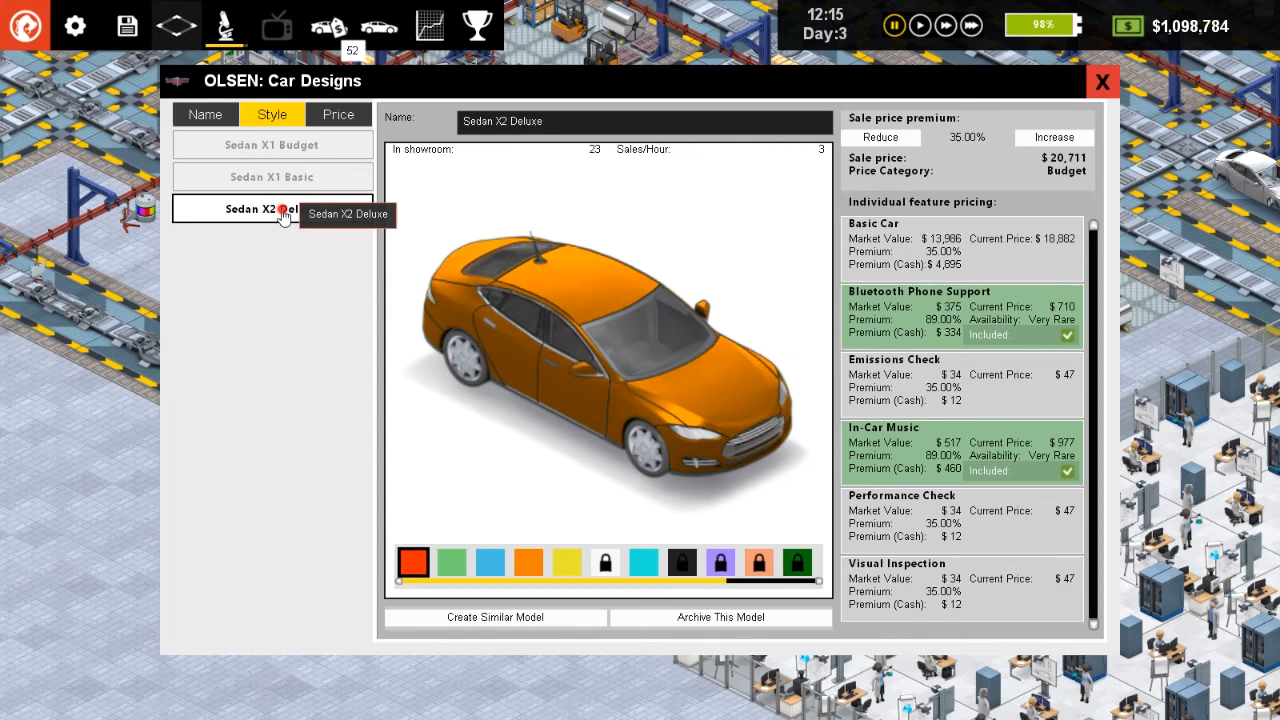 12:15
Day:3
98%
$1,098,784
52
OLSEN: Car Designs
X
Name
Style
Price
Sedan X1 Budget
Sedan X1 Basic
Sedan X2 Del
Sedan X2 Deluxe
Name:
Sedan X2 Deluxe
In showroom: 23 Sales/Hour: 3
Create Similar Model
Archive This Model
Sale price premium:
Reduce 35.00% Increase
Sale price: $ 20,711
Price Category: Budget
Individual feature pricing:
Basic Car
Market Value: $ 13,986 Current Price: $ 18,882
Premium: 35.00%
Premium (Cash): $ 4,895
Bluetooth Phone Support
Market Value: $ 375 Current Price: $ 710
Premium: 89.00% Availability: Very Rare
Premium (Cash): $ 334 Included:
Emissions Check
Market Value: $ 34 Current Price: $ 47
Premium: 35.00%
Premium (Cash): $ 12
In-Car Music
Market Value: $ 517 Current Price: $ 977
Premium: 89.00% Availability: Very Rare
Premium (Cash): $ 460 Included:
Performance Check
Market Value: $ 34 Current Price: $ 47
Premium: 35.00%
Premium (Cash): $ 12
Visual Inspection
Market Value: $ 34 Current Price: $ 47
Premium: 35.00%
Premium (Cash): $ 12